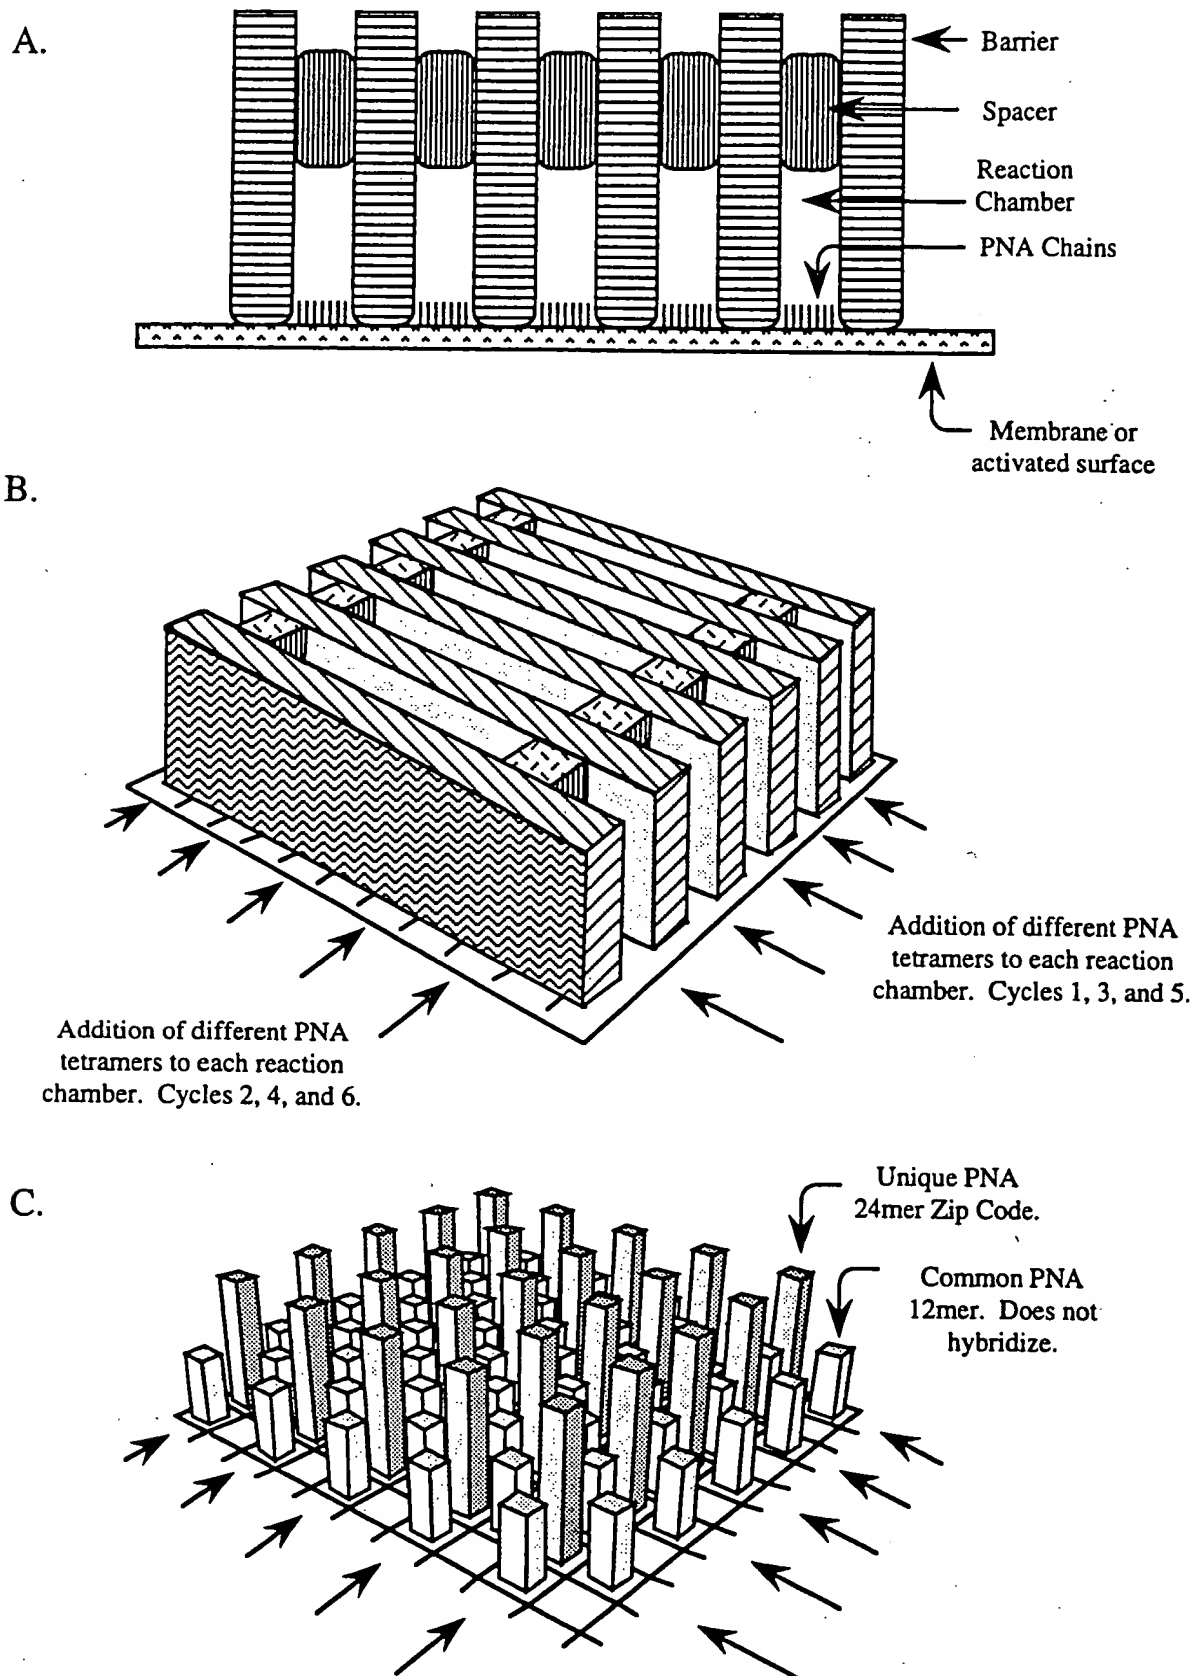 A.
Barrier
Spacer
Reaction
Chamber
PNA Chains
Membrane or
activated surface
B.
Addition of different PNA
tetramers to each reaction
chamber. Cycles 1, 3, and 5.
Addition of different PNA
tetramers to each reaction
chamber. Cycles 2, 4, and 6.
C.
Unique PNA
24mer Zip Code.
Common PNA
12mer. Does not
hybridize.